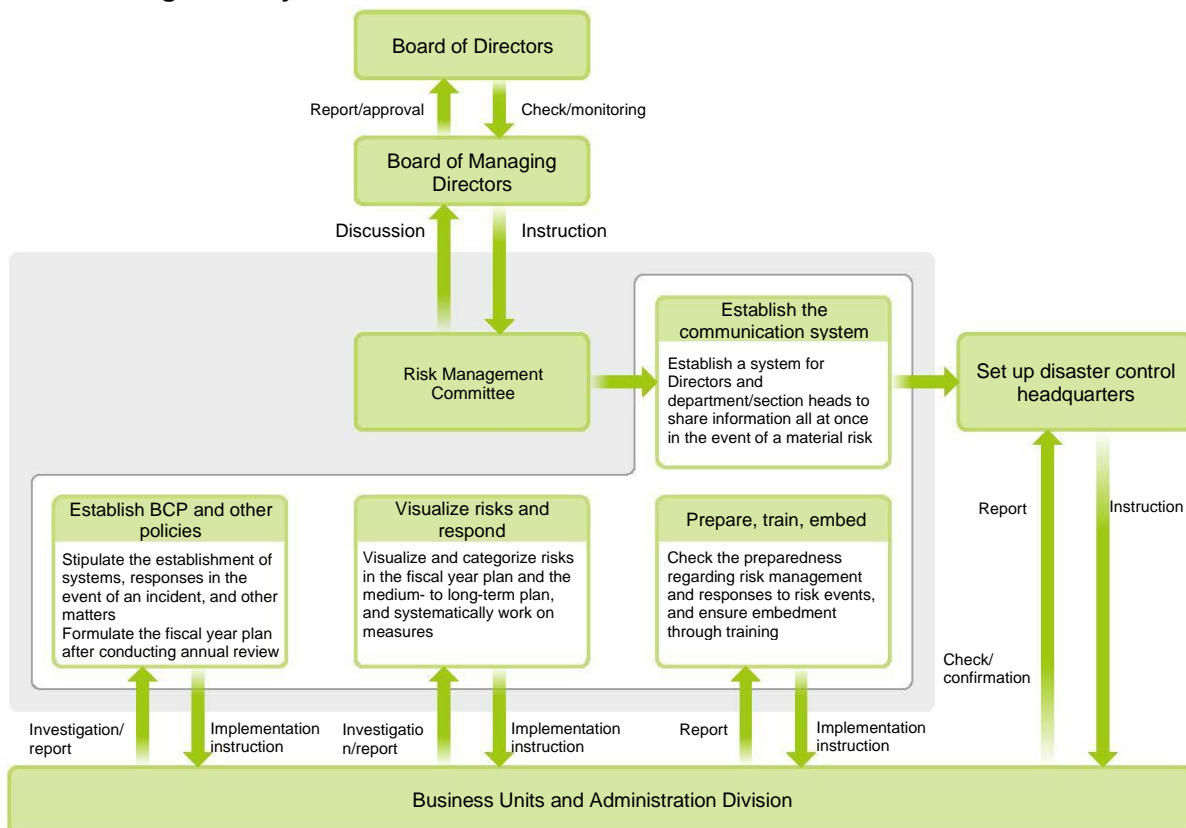 Board of Directors
Report/approval
Check/monitoring
Board of Managing
Directors
Discussion
Instruction
Risk Management
Committee
Establish the
communication system
Establish a system for
Directors and
department/section heads to
share information all at once
in the event of a material risk
Set up disaster control
headquarters
Establish BCP and other
policies
Stipulate the establishment of
systems, responses in the
event of an incident, and other
matters
Formulate the fiscal year plan
after conducting annual review
Visualize risks and
respond
Visualize and categorize risks
in the fiscal year plan and the
medium- to long-term plan,
and systematically work on
measures
Prepare, train, embed
Check the preparedness
regarding risk management
and responses to risk events,
and ensure embedment
through training
Report
Instruction
Check/
confirmation
Investigation/
report
Implementation
instruction
Investigatio
n/report
Implementation
instruction
Report
Implementation
instruction
Business Units and Administration Division